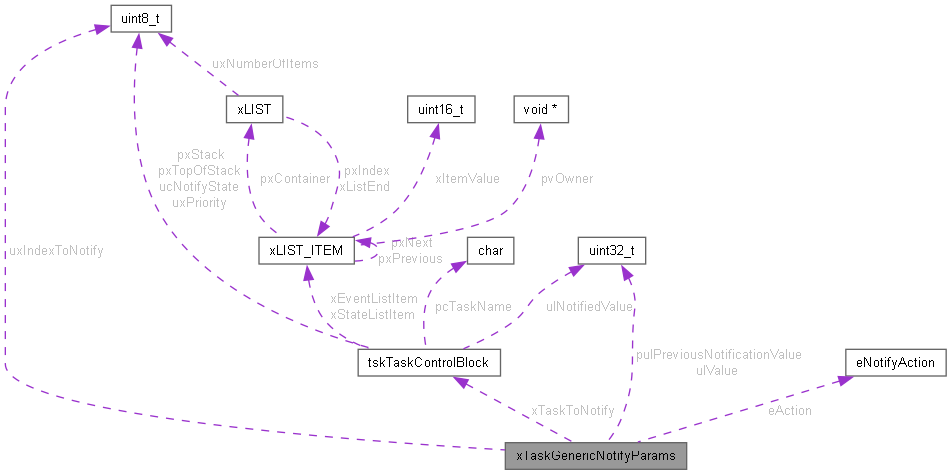 uint8_t
uxNumberOfItems
xLIST
uint16_t
void *
pxStack
pxTopOfStack
ucNotifyState
uxPriority
pxContainer
pxIndex
xListEnd
xItemValue
pvOwner
uxIndexToNotify
xLIST_ITEM
pxNext
pxPrevious
char
uint32_t
xEventListItem
xStateListItem
pcTaskName
ulNotifiedValue
tskTaskControlBlock
pulPreviousNotificationValue
ulValue
eNotifyAction
xTaskToNotify
eAction
xTaskGenericNotifyParams